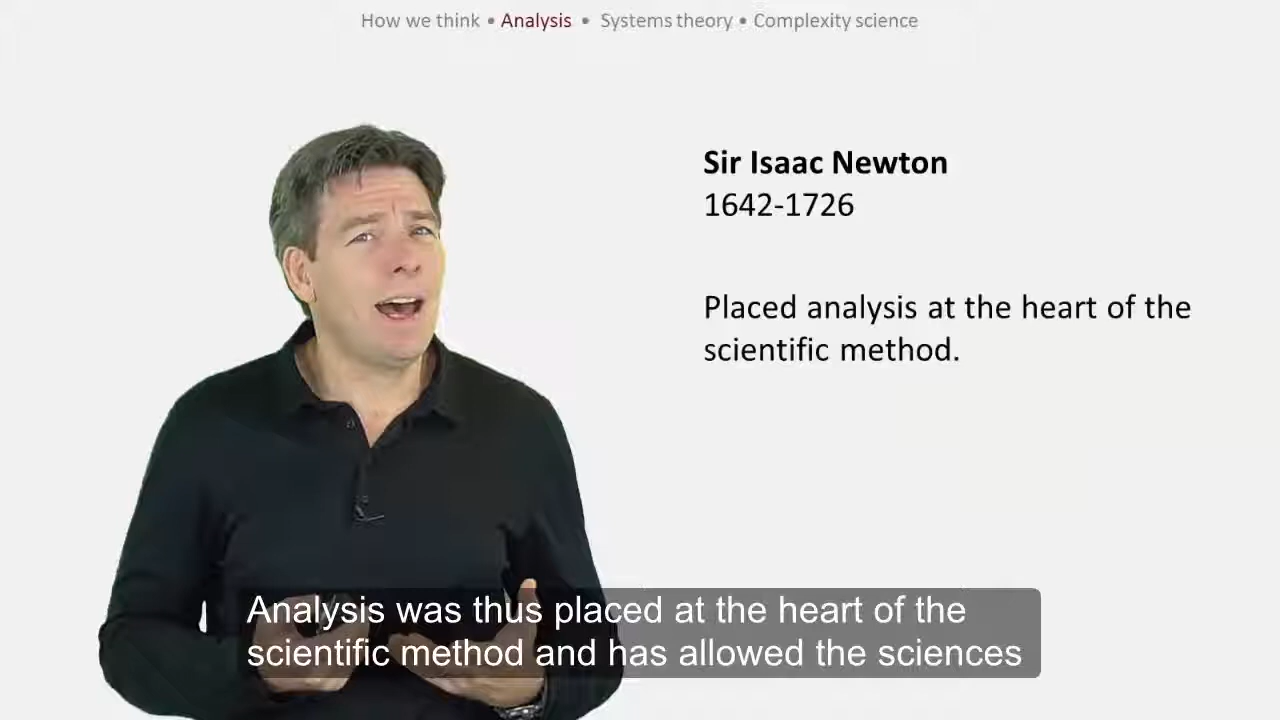 How we think • Analysis • Systems theory • Complexity science
Sir Isaac Newton
1642-1726
Placed analysis at the heart of the
scientific method.
Analysis was thus placed at the heart of the
scientific method and has allowed the sciences